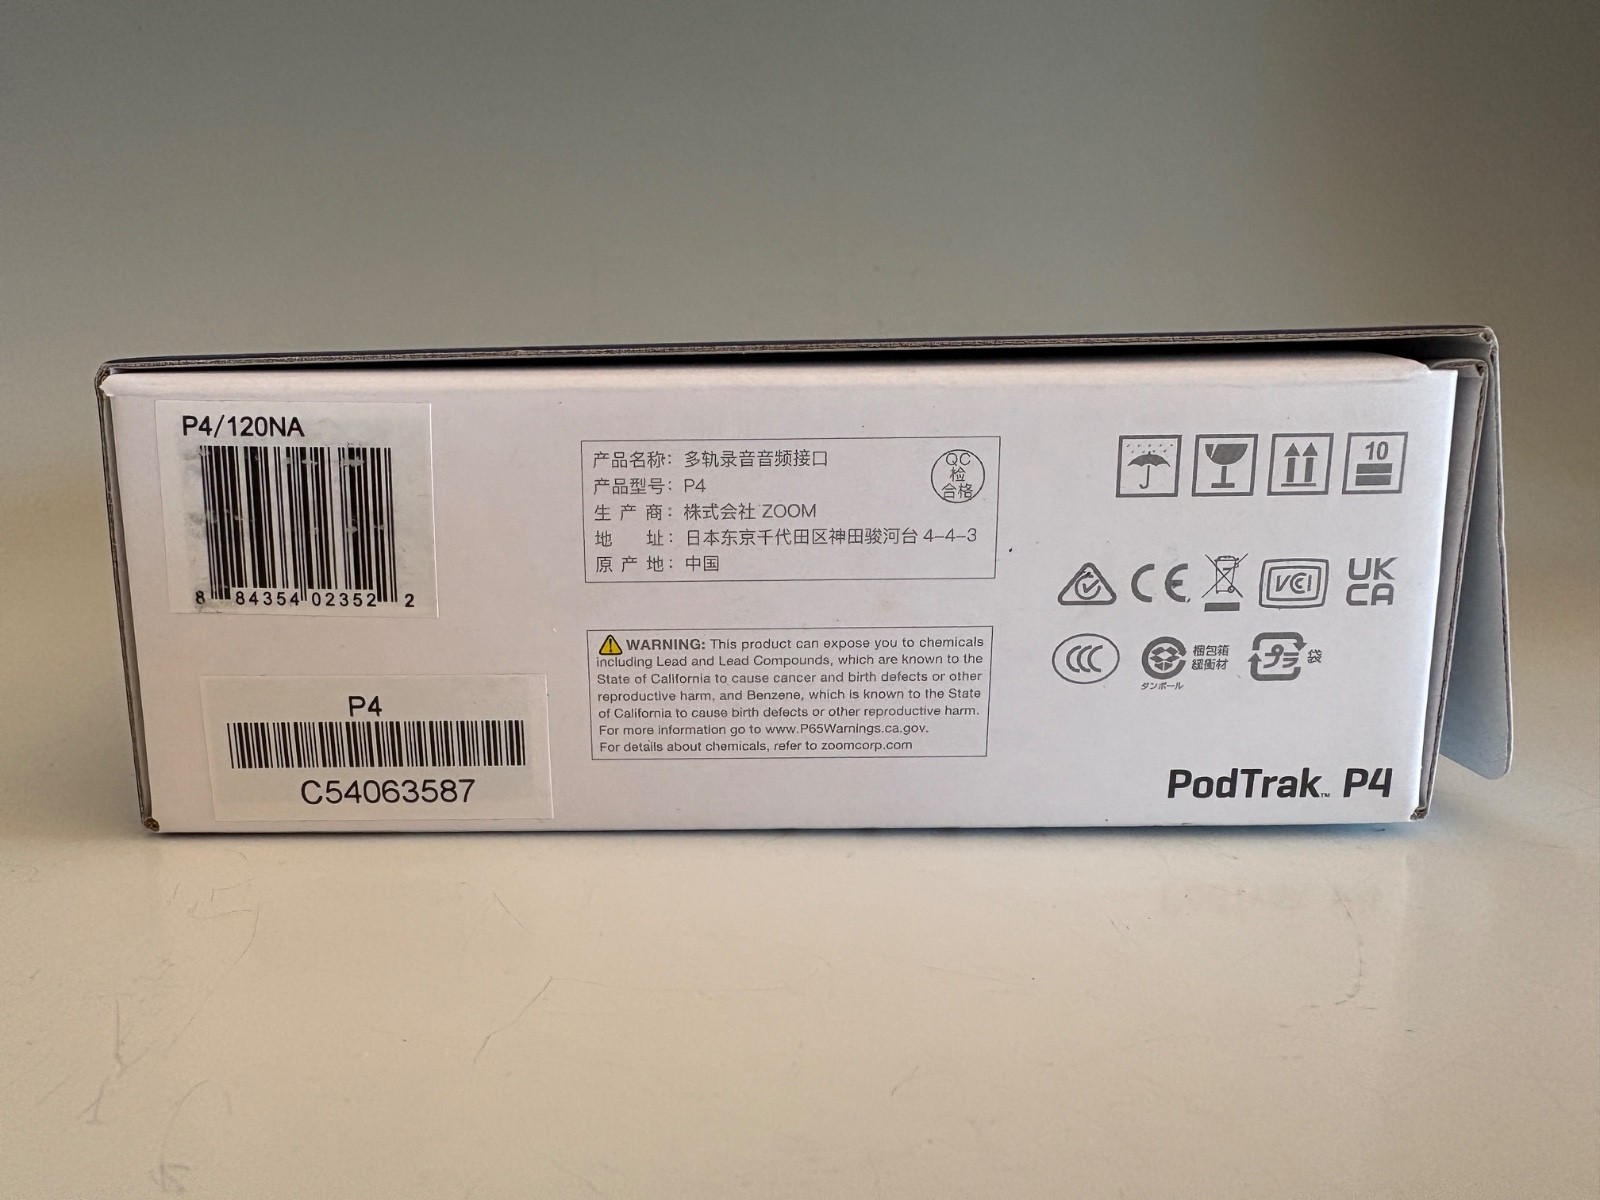 P4/120NA
8 84354 02352 2
P4
C54063587
产品名称：多轨录音音频接口
产品型号：P4
生产商：株式会社 ZOOM
地址：日本东京千代田区神田骏河台 4-4-3
原产地：中国
QC
检
合格
WARNING: This product can expose you to chemicals
including Lead and Lead Compounds, which are known to the
State of California to cause cancer and birth defects or other
reproductive harm, and Benzene, which is known to the State
of California to cause birth defects or other reproductive harm.
For more information go to www.P65Warnings.ca.gov.
For details about chemicals, refer to zoomcorp.com
10
CE
VCI
UK
CA
CCC
ダンボール
梱包箱
緩衝材
プラ
袋
PodTrak™ P4